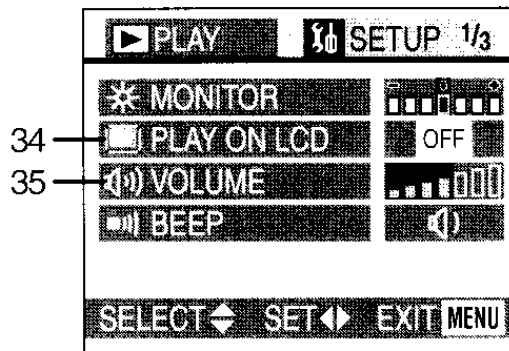 PLAY SETUP 1/3
MONITOR
34 PLAY ON LCD OFF
35 VOLUME
BEEP
SELECT SET EXIT MENU